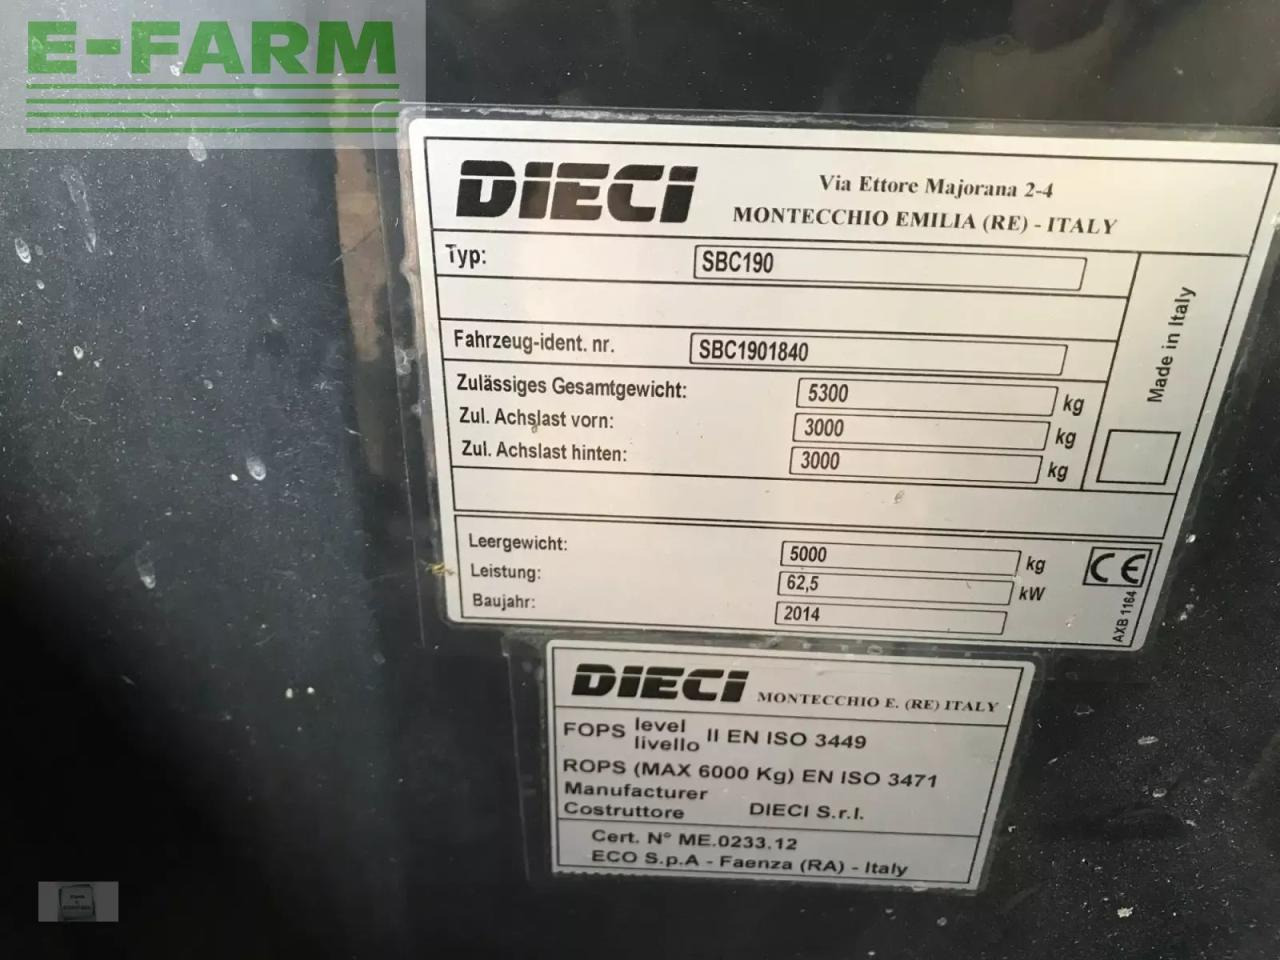 E-FARM
DIECI
Via Ettore Majorana 2-4
MONTECCHIO EMILIA (RE) - ITALY
Typ: SBC190
Fahrzeug-ident. nr. SBC1901840
Zulässiges Gesamtgewicht: 5300 kg
Zul. Achslast vorn: 3000 kg
Zul. Achslast hinten: 3000 kg
Made in Italy
Leergewicht: 5000 kg
Leistung: 62,5 kW
Baujahr: 2014
CE
AXB 1164
DIECI MONTECCHIO E. (RE) ITALY
FOPS level livello II EN ISO 3449
ROPS (MAX 6000 Kg) EN ISO 3471
Manufacturer
Costruttore DIECI S.r.l.
Cert. N° ME.0233.12
ECO S.p.A - Faenza (RA) - Italy